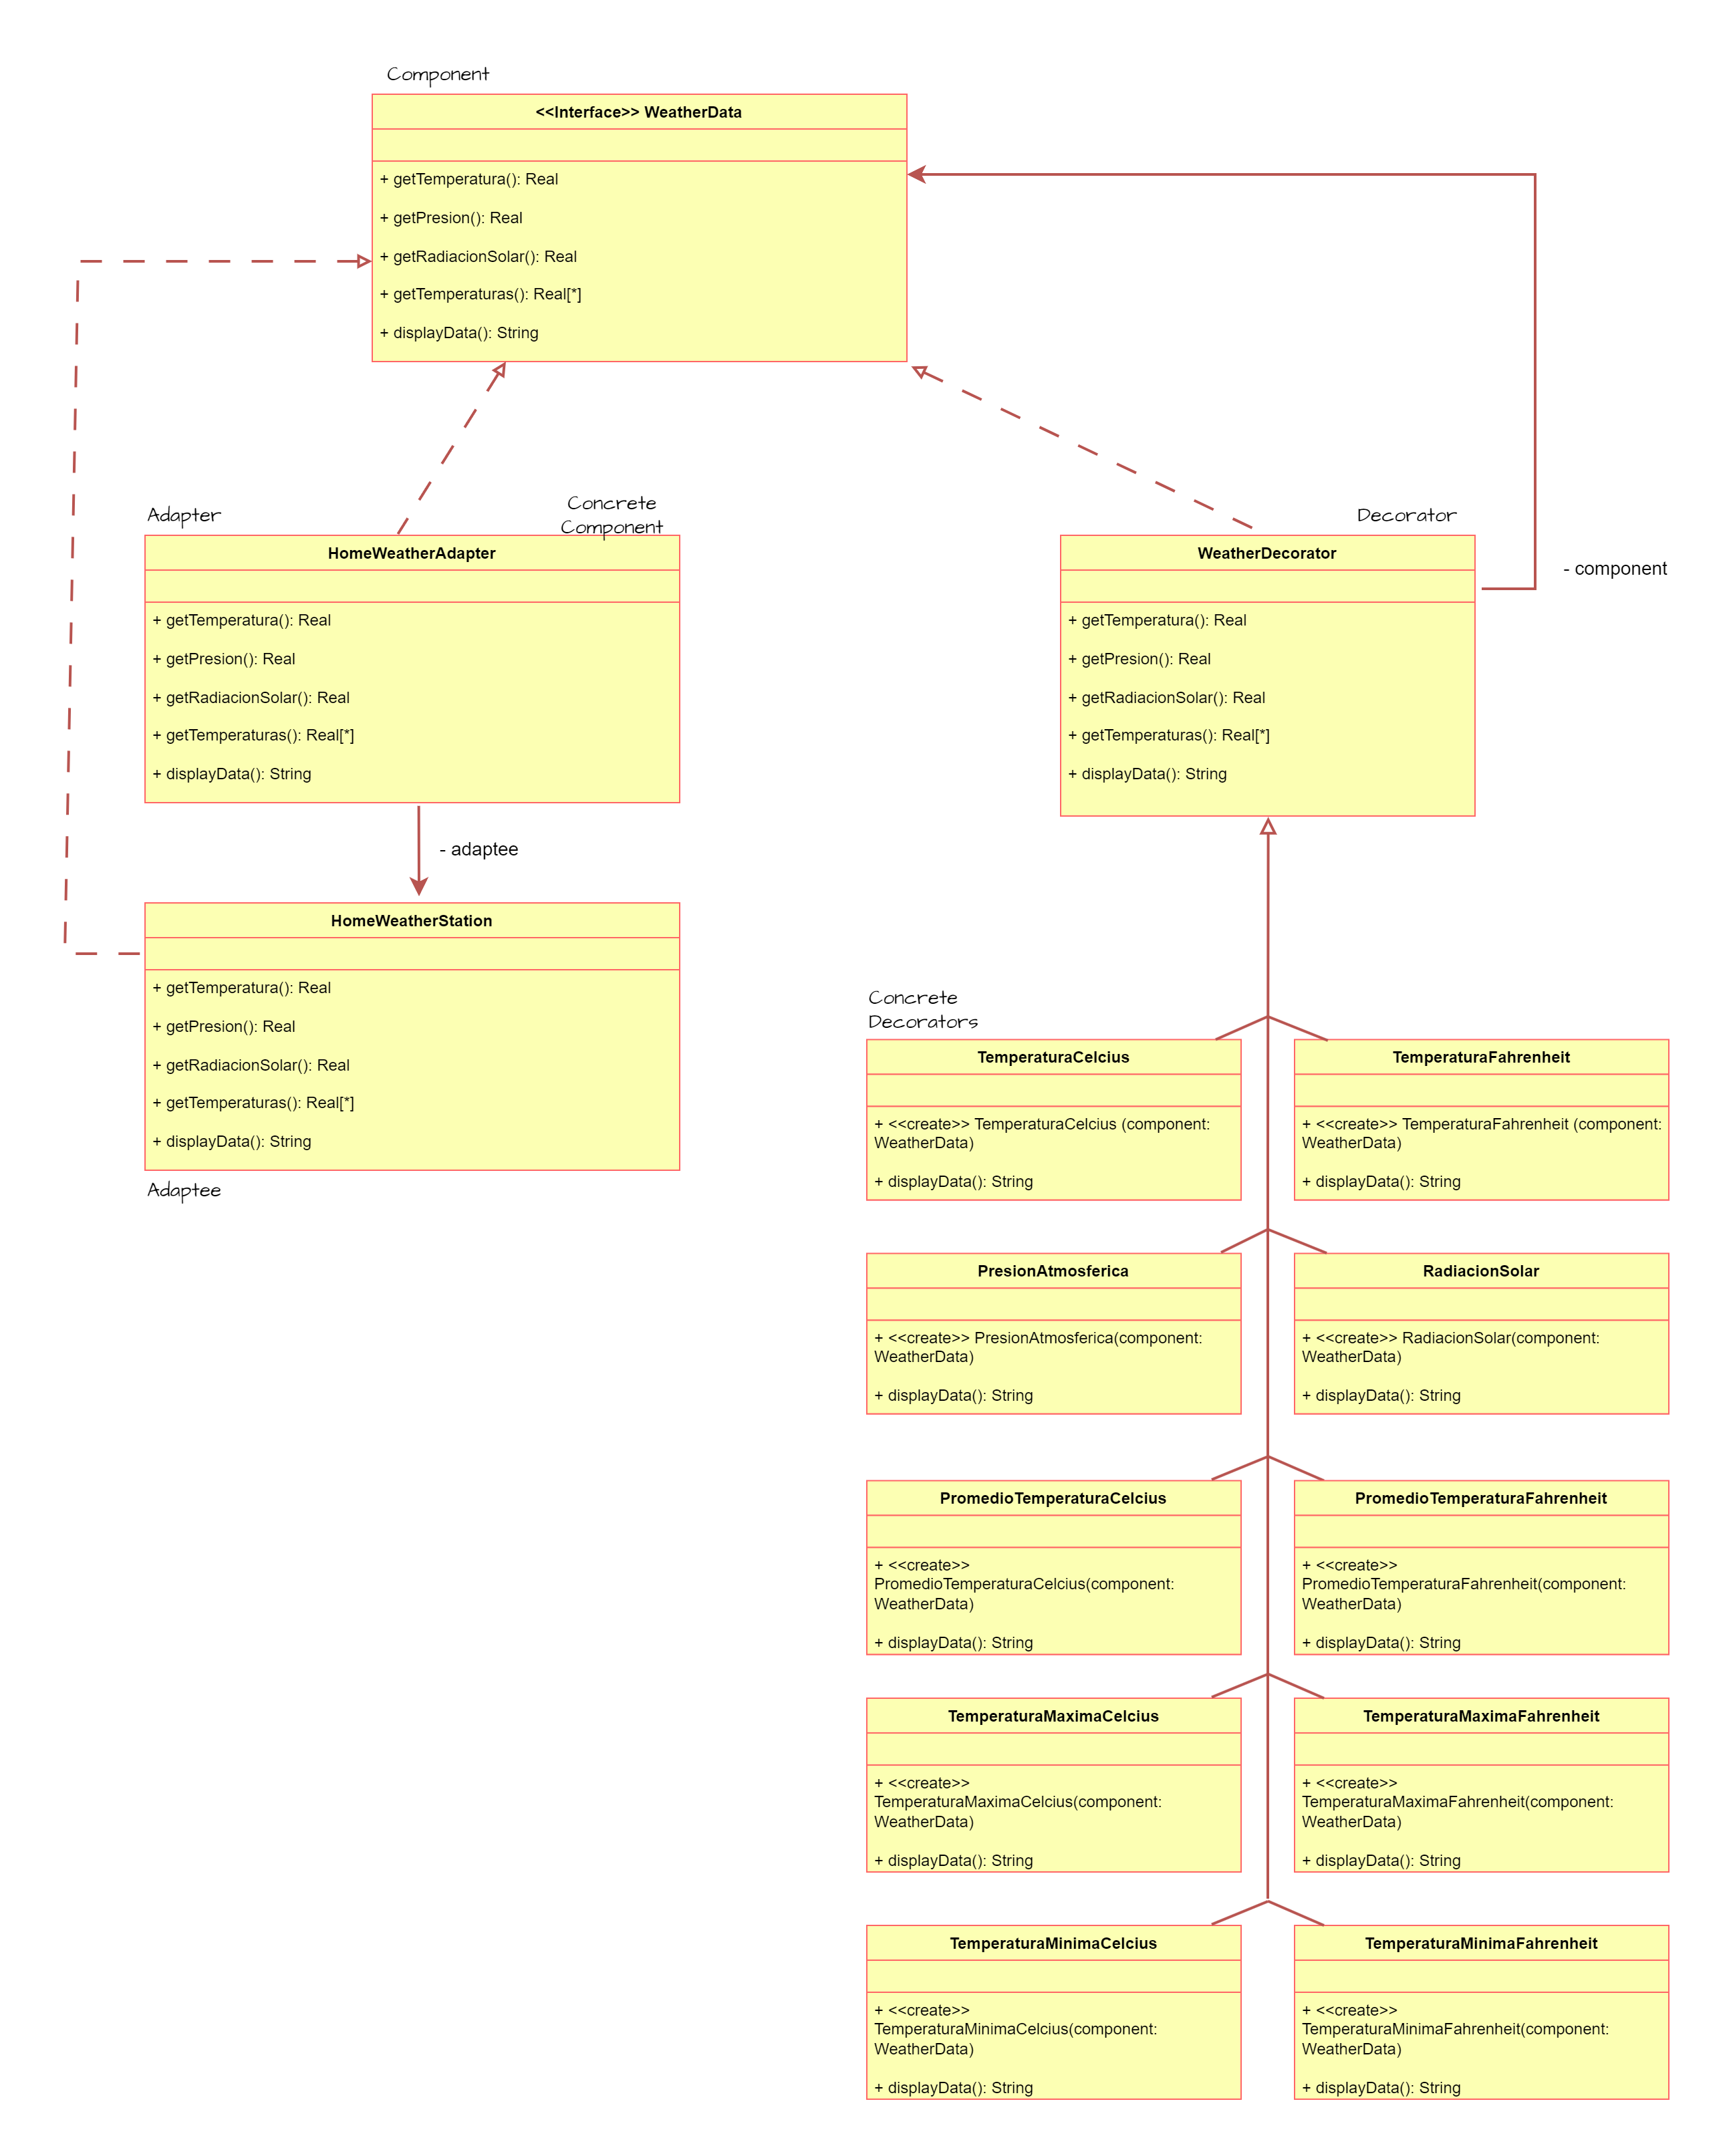 Component
<<Interface>> WeatherData
+ getTemperatura(): Real
+ getPresion(): Real
+ getRadiacionSolar(): Real
+ getTemperaturas(): Real[*]
+ displayData(): String
Adapter
Concrete
Component
HomeWeatherAdapter
+ getTemperatura(): Real
+ getPresion(): Real
+ getRadiacionSolar(): Real
+ getTemperaturas(): Real[*]
+ displayData(): String
- adaptee
HomeWeatherStation
+ getTemperatura(): Real
+ getPresion(): Real
+ getRadiacionSolar(): Real
+ getTemperaturas(): Real[*]
+ displayData(): String
Adaptee
Decorator
WeatherDecorator
- component
+ getTemperatura(): Real
+ getPresion(): Real
+ getRadiacionSolar(): Real
+ getTemperaturas(): Real[*]
+ displayData(): String
Concrete
Decorators
TemperaturaCelcius
+ <<create>> TemperaturaCelcius (component:
WeatherData)
+ displayData(): String
TemperaturaFahrenheit
+ <<create>> TemperaturaFahrenheit (component:
WeatherData)
+ displayData(): String
PresionAtmosferica
+ <<create>> PresionAtmosferica(component:
WeatherData)
+ displayData(): String
RadiacionSolar
+ <<create>> RadiacionSolar(component:
WeatherData)
+ displayData(): String
PromedioTemperaturaCelcius
+ <<create>>
PromedioTemperaturaCelcius(component:
WeatherData)
+ displayData(): String
PromedioTemperaturaFahrenheit
+ <<create>>
PromedioTemperaturaFahrenheit(component:
WeatherData)
+ displayData(): String
TemperaturaMaximaCelcius
+ <<create>>
TemperaturaMaximaCelcius(component:
WeatherData)
+ displayData(): String
TemperaturaMaximaFahrenheit
+ <<create>>
TemperaturaMaximaFahrenheit(component:
WeatherData)
+ displayData(): String
TemperaturaMinimaCelcius
+ <<create>>
TemperaturaMinimaCelcius(component:
WeatherData)
+ displayData(): String
TemperaturaMinimaFahrenheit
+ <<create>>
TemperaturaMinimaFahrenheit(component:
WeatherData)
+ displayData(): String